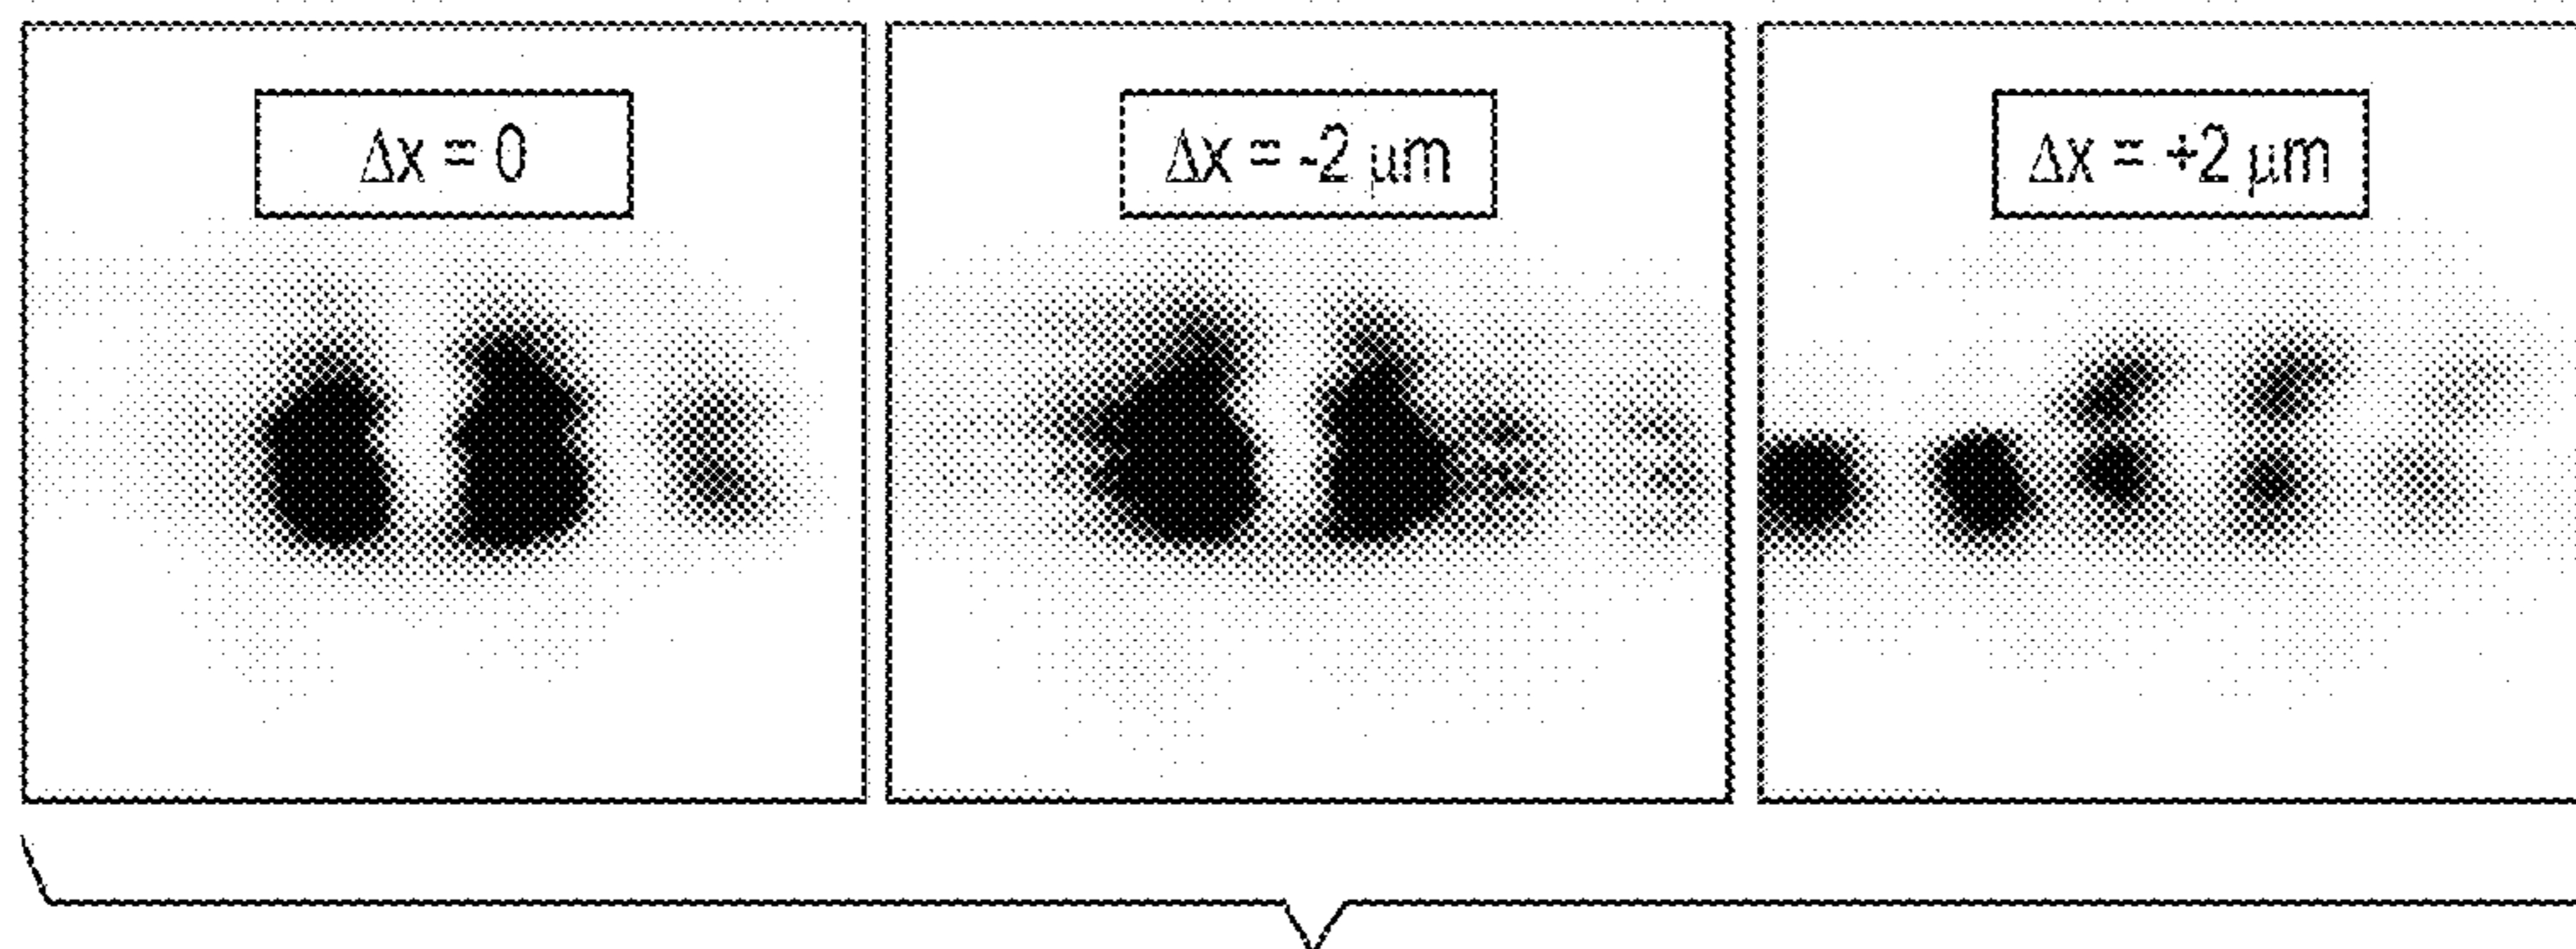 Δx = 0
Δx = -2 μm
Δx = +2 μm